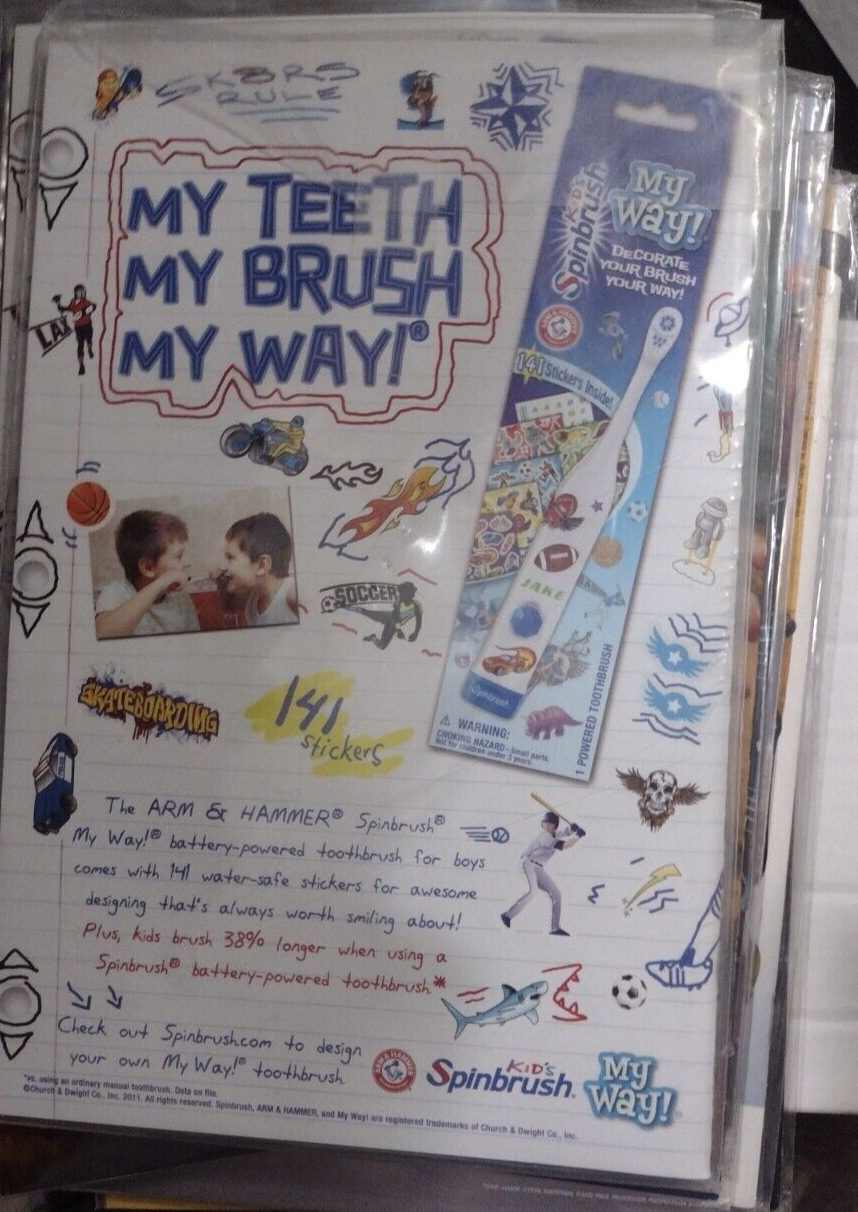 SK8RS
RULE
MY TEETH
MY BRUSH
MY WAY!®
LAX
KID'S
Spinbrush
My
Way!
DECORATE
YOUR BRUSH
YOUR WAY!
ARM & HAMMER
141 Stickers Inside!
JAKE
Spinbrush
⚠ WARNING:
CHOKING HAZARD—Small parts.
Not for children under 3 years.
1 POWERED TOOTHBRUSH
SOCCER
SKATEBOARDING
141
stickers
The ARM & HAMMER® Spinbrush®
My Way!® battery-powered toothbrush for boys
comes with 141 water-safe stickers for awesome
designing that's always worth smiling about!
Plus, kids brush 38% longer when using a
Spinbrush® battery-powered toothbrush*
Check out Spinbrush.com to design
your own My Way!® toothbrush
ARM & HAMMER
KID'S
Spinbrush®
My
Way!
*vs. using an ordinary manual toothbrush. Data on file.
©Church & Dwight Co., Inc. 2011. All rights reserved. Spinbrush, ARM & HAMMER, and My Way! are registered trademarks of Church & Dwight Co., Inc.